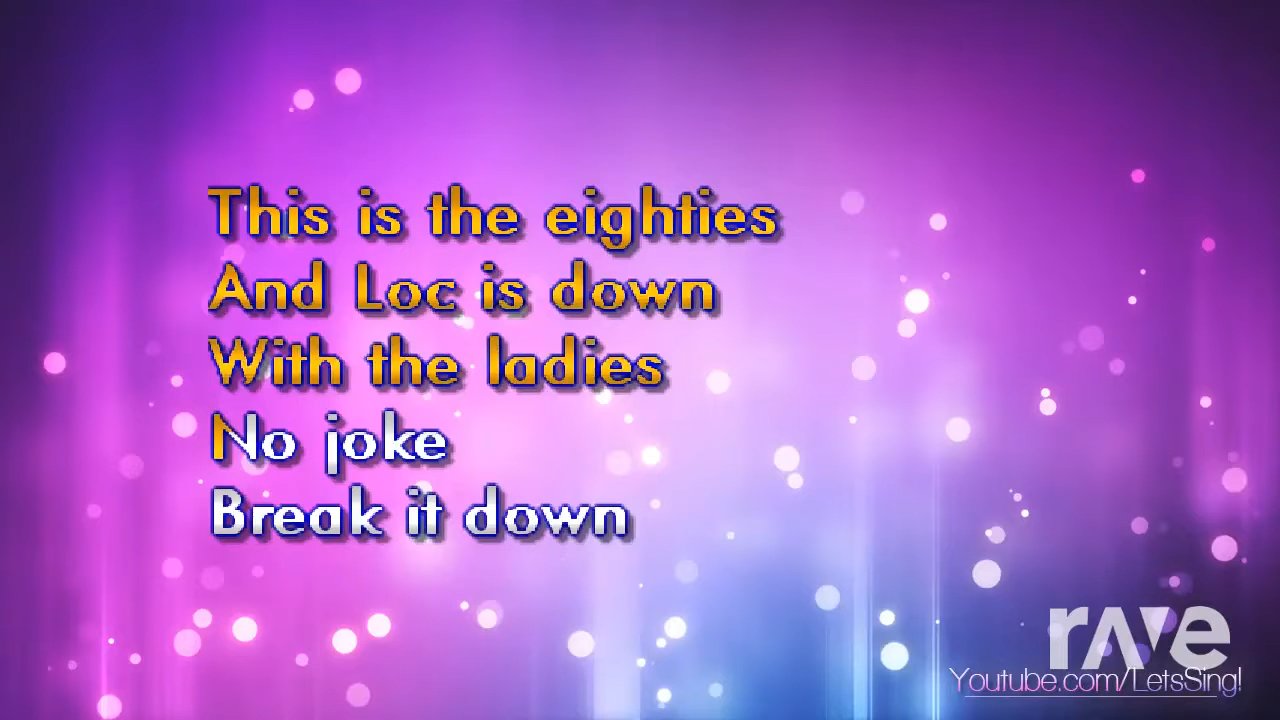 This is the eighties
And Loc is down
With the ladies
No joke
Break it down
rave
Youtube.com/LetsSing!